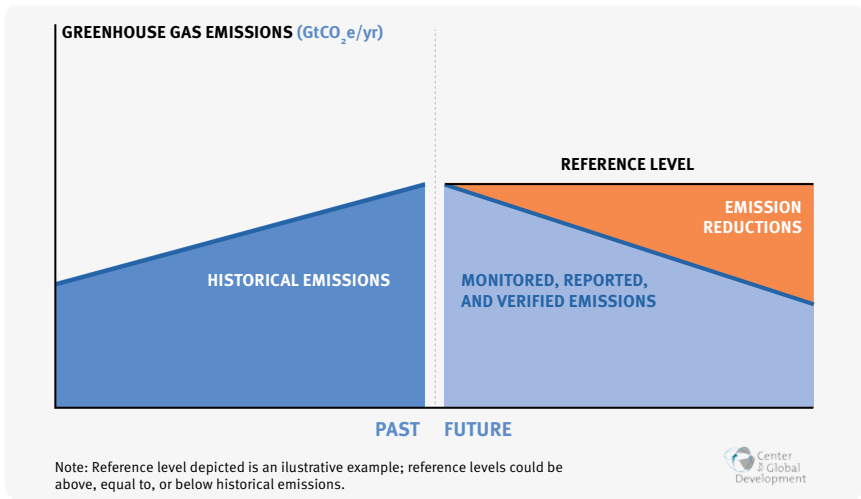 GREENHOUSE GAS EMISSIONS (GtCO₂e/yr)
REFERENCE LEVEL
EMISSION
REDUCTIONS
HISTORICAL EMISSIONS
MONITORED, REPORTED,
AND VERIFIED EMISSIONS
PAST FUTURE
Note: Reference level depicted is an ilustrative example; reference levels could be
above, equal to, or below historical emissions.
Center
for Global
Development